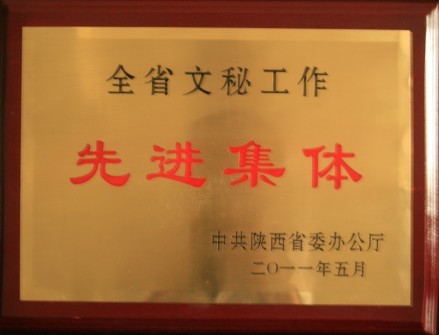 全省文秘工作
先进集体
中共陕西省委办公厅
二〇一一年五月